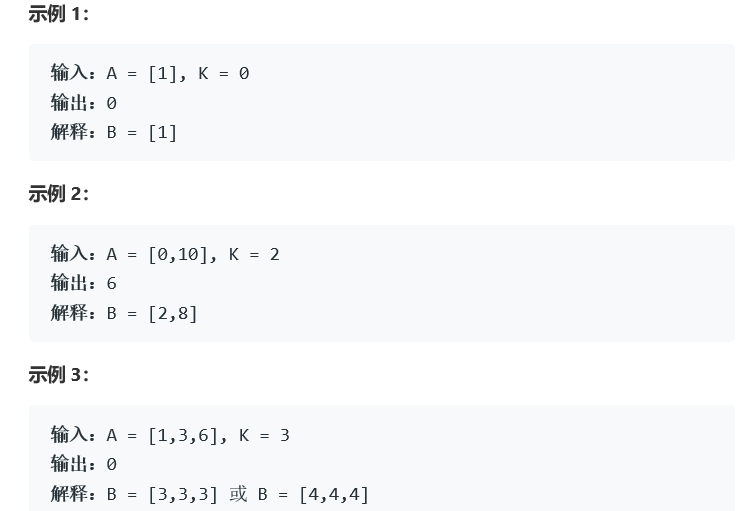 示例 1：
输入：A = [1], K = 0
输出：0
解释：B = [1]
示例 2：
输入：A = [0,10], K = 2
输出：6
解释：B = [2,8]
示例 3：
输入：A = [1,3,6], K = 3
输出：0
解释：B = [3,3,3] 或 B = [4,4,4]